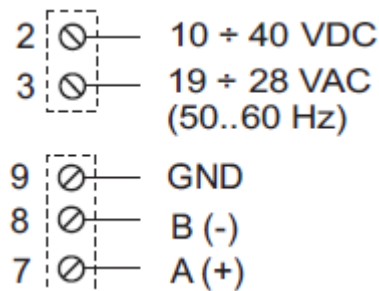 2 10 ÷ 40 VDC
3 19 ÷ 28 VAC
(50..60 Hz)
9 GND
8 B (-)
7 A (+)